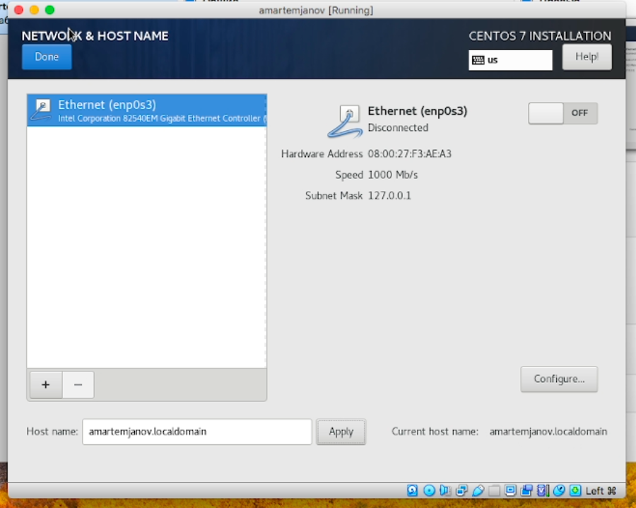 amartemjanov [Running]
NETWORK & HOST NAME
CENTOS 7 INSTALLATION
Done
us
Help!
Ethernet (enp0s3)
Intel Corporation 82540EM Gigabit Ethernet Controller (
Ethernet (enp0s3)
Disconnected
OFF
Hardware Address 08:00:27:F3:AE:A3
Speed 1000 Mb/s
Subnet Mask 127.0.0.1
+ −
Configure...
Host name: amartemjanov.localdomain Apply Current host name: amartemjanov.localdomain
Left ⌘